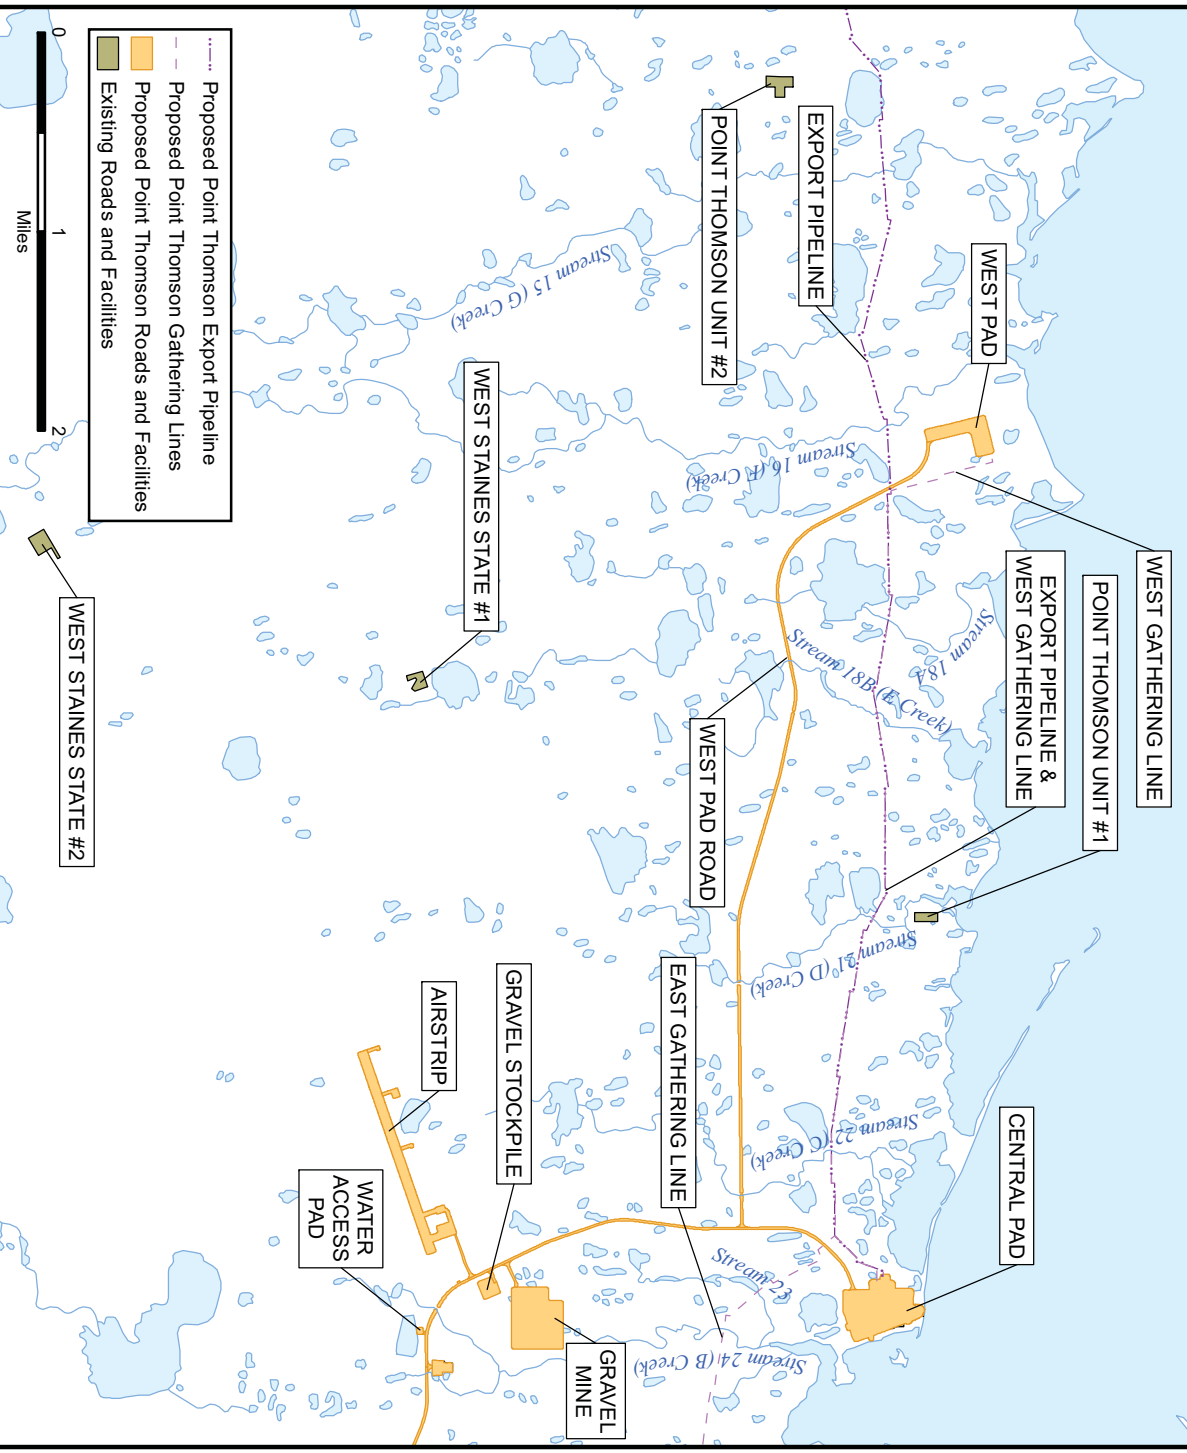 WEST GATHERING LINE
POINT THOMSON UNIT #1
EXPORT PIPELINE &
WEST GATHERING LINE
WEST PAD
CENTRAL PAD
EXPORT PIPELINE
POINT THOMSON UNIT #2
WEST PAD ROAD
EAST GATHERING LINE
WEST STAINES STATE #1
GRAVEL STOCKPILE
AIRSTRIP
WATER
ACCESS
PAD
GRAVEL
MINE
WEST STAINES STATE #2
Stream 15 (G Creek)
Stream 16 (F Creek)
Stream 18A
Stream 18B (E Creek)
Stream 21 (D Creek)
Stream 22 (C Creek)
Stream 23
Stream 24 (B Creek)
Proposed Point Thomson Export Pipeline
Proposed Point Thomson Gathering Lines
Proposed Point Thomson Roads and Facilities
Existing Roads and Facilities
0 1 2
Miles